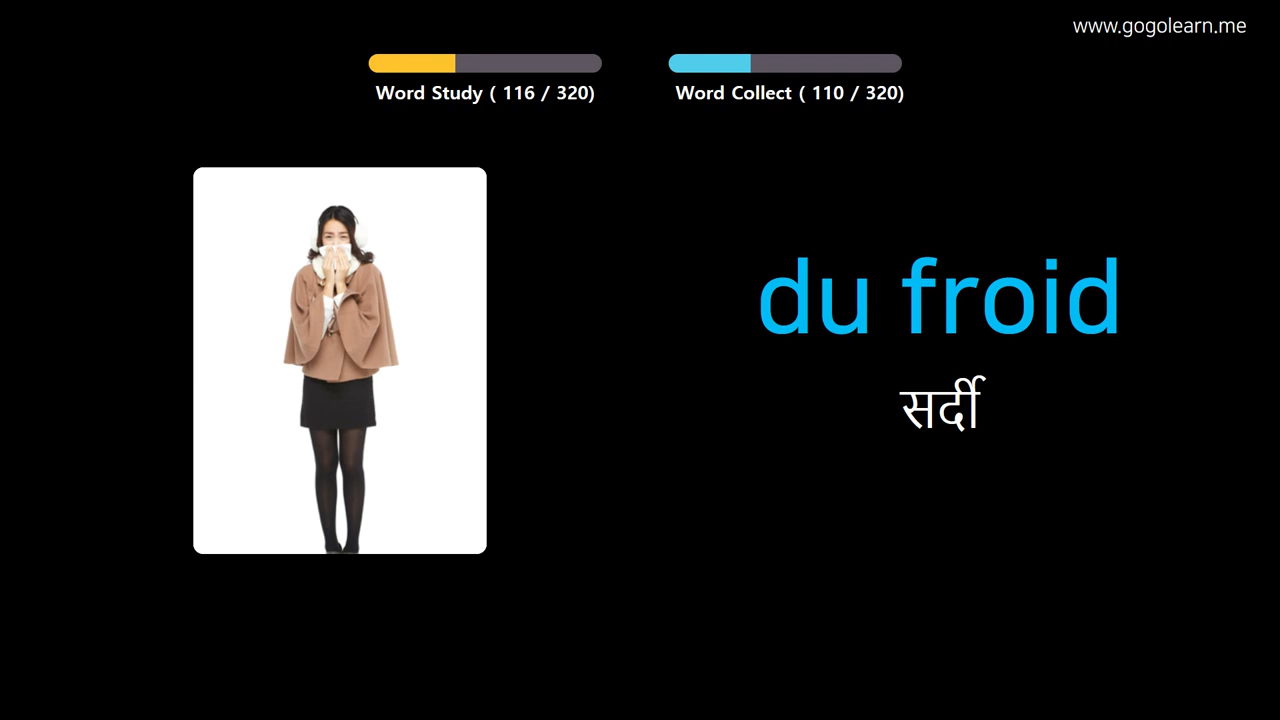 www.gogolearn.me
Word Study ( 116 / 320)
Word Collect ( 110 / 320)
du froid
सर्दी